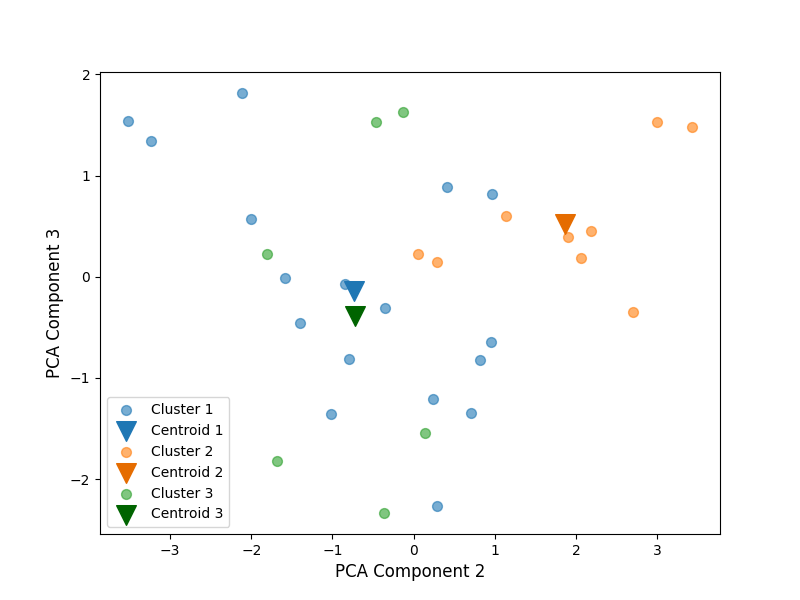 2
1
0
−1
−2
PCA Component 3
Cluster 1
Centroid 1
Cluster 2
Centroid 2
Cluster 3
Centroid 3
−3 −2 −1 0 1 2 3
PCA Component 2